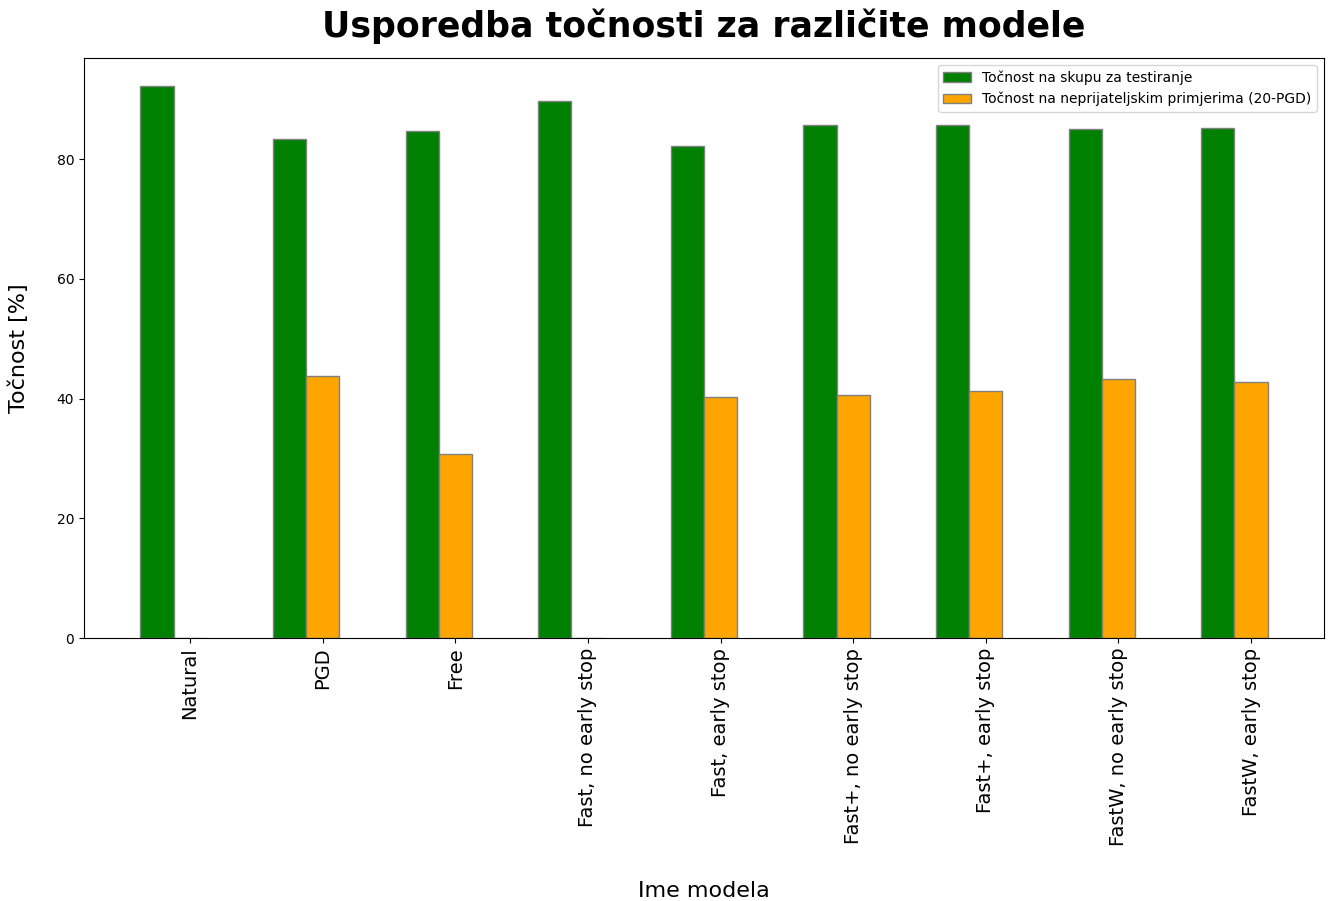 Usporedba točnosti za različite modele
Točnost na skupu za testiranje
Točnost na neprijateljskim primjerima (20-PGD)
Točnost [%]
80
60
40
20
0
Natural
PGD
Free
Fast, no early stop
Fast, early stop
Fast+, no early stop
Fast+, early stop
FastW, no early stop
FastW, early stop
Ime modela